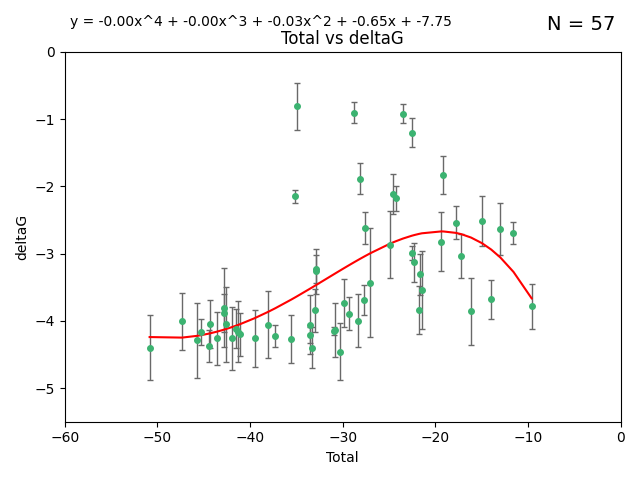 y = -0.00x^4 + -0.00x^3 + -0.03x^2 + -0.65x + -7.75
N = 57
Total vs deltaG
0
−1
−2
−3
−4
−5
deltaG
−60 −50 −40 −30 −20 −10 0
Total